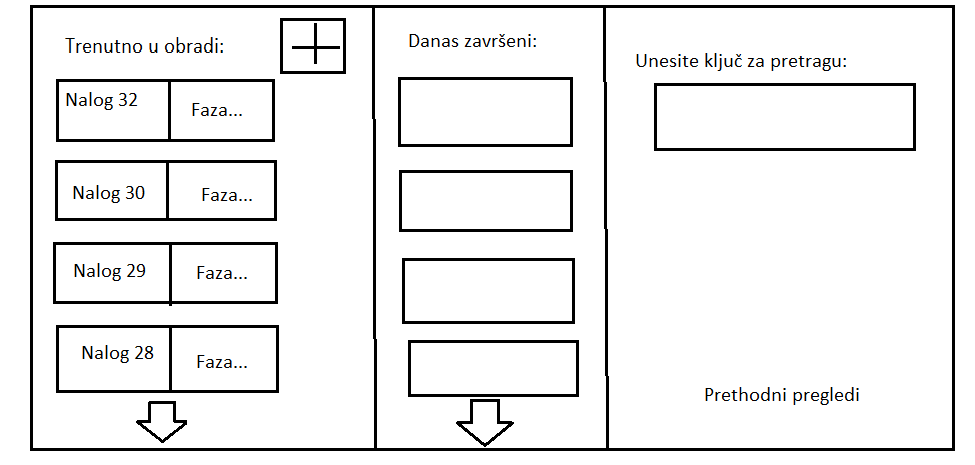 Trenutno u obradi:
Nalog 32
Faza...
Nalog 30
Faza...
Nalog 29
Faza...
Nalog 28
Faza...
Danas završeni:
Unesite ključ za pretragu:
Prethodni pregledi